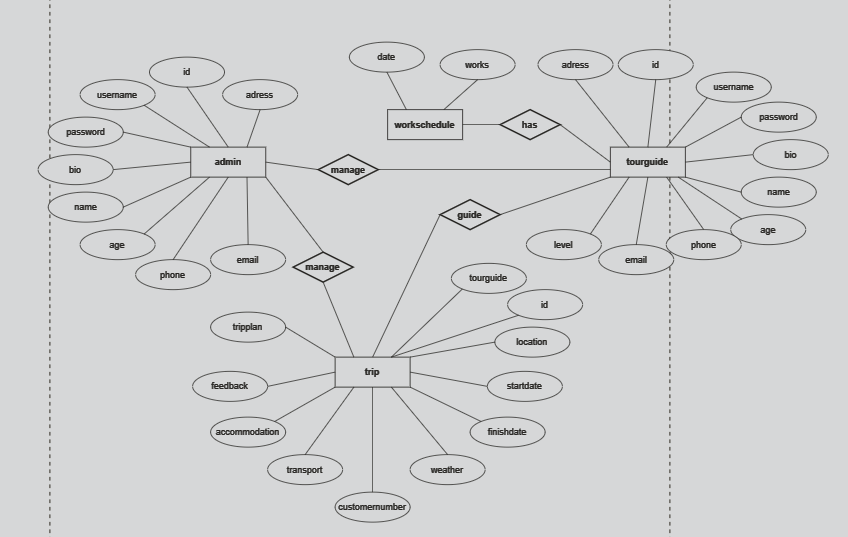 date
works
adress
id
id
username
adress
username
password
password
workschedule
has
bio
admin
manage
tourguide
bio
name
name
guide
age
age
level
email
phone
phone
email
manage
tourguide
id
tripplan
location
trip
feedback
startdate
accommodation
finishdate
transport
weather
customernumber